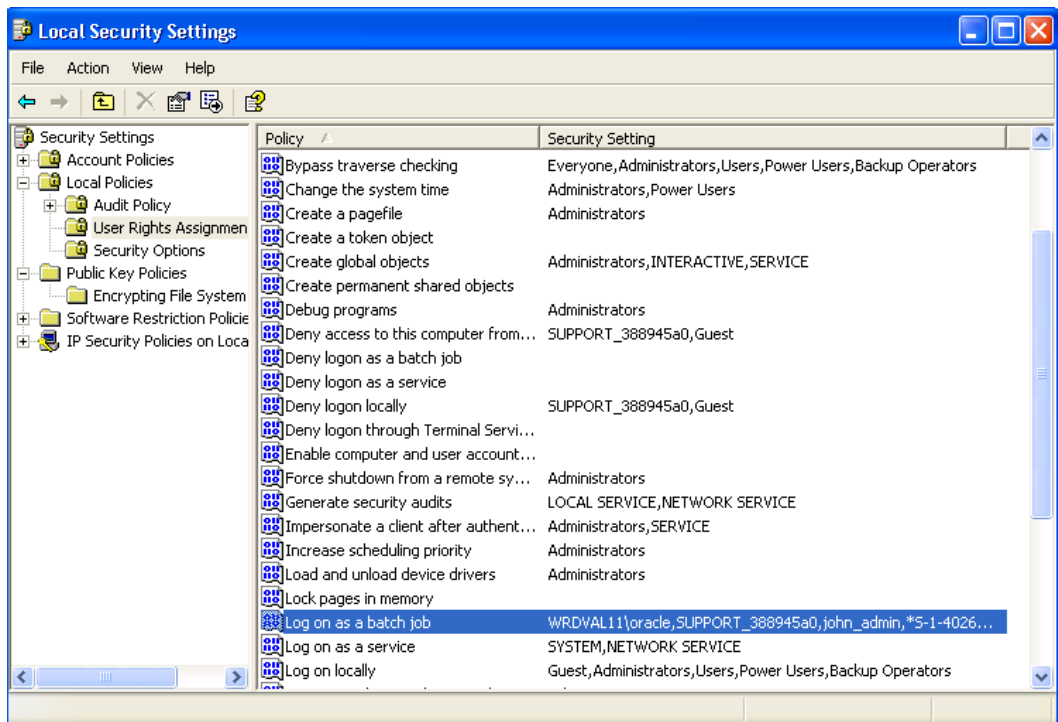 Local Security Settings
File Action View Help
Security Settings
Account Policies
Local Policies
Audit Policy
User Rights Assignmen
Security Options
Public Key Policies
Encrypting File System
Software Restriction Policie
IP Security Policies on Loca
Policy Security Setting
Bypass traverse checking Everyone,Administrators,Users,Power Users,Backup Operators
Change the system time Administrators,Power Users
Create a pagefile Administrators
Create a token object
Create global objects Administrators,INTERACTIVE,SERVICE
Create permanent shared objects
Debug programs Administrators
Deny access to this computer from... SUPPORT_388945a0,Guest
Deny logon as a batch job
Deny logon as a service
Deny logon locally SUPPORT_388945a0,Guest
Deny logon through Terminal Servi...
Enable computer and user account...
Force shutdown from a remote sy... Administrators
Generate security audits LOCAL SERVICE,NETWORK SERVICE
Impersonate a client after authent... Administrators,SERVICE
Increase scheduling priority Administrators
Load and unload device drivers Administrators
Lock pages in memory
Log on as a batch job WRDVAL11\oracle,SUPPORT_388945a0,john_admin,*S-1-4026...
Log on as a service SYSTEM,NETWORK SERVICE
Log on locally Guest,Administrators,Users,Power Users,Backup Operators